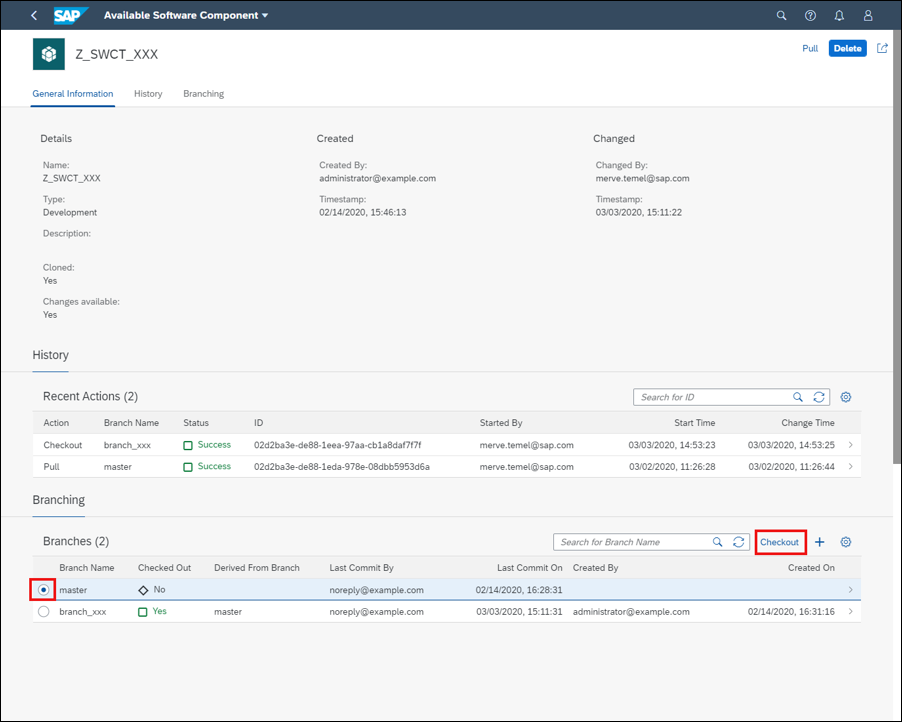 SAP Available Software Component
Z_SWCT_XXX
Pull Delete
General Information History Branching
Details Created Changed
Name: Created By: Changed By:
Z_SWCT_XXX administrator@example.com merve.temel@sap.com
Type: Timestamp: Timestamp:
Development 02/14/2020, 15:46:13 03/03/2020, 15:11:22
Description:
Cloned:
Yes
Changes available:
Yes
History
Recent Actions (2) Search for ID
Action Branch Name Status ID Started By Start Time Change Time
Checkout branch_xxx Success 02d2ba3e-de88-1eea-97aa-cb1a8daf7f7f merve.temel@sap.com 03/03/2020, 14:53:23 03/03/2020, 14:53:25
Pull master Success 02d2ba3e-de88-1eda-978e-08dbb5953d6a merve.temel@sap.com 03/02/2020, 11:26:28 03/02/2020, 11:26:44
Branching
Branches (2) Search for Branch Name Checkout
Branch Name Checked Out Derived From Branch Last Commit By Last Commit On Created By Created On
master No noreply@example.com 02/14/2020, 16:28:31
branch_xxx Yes master noreply@example.com 03/03/2020, 15:11:31 administrator@example.com 02/14/2020, 16:31:16